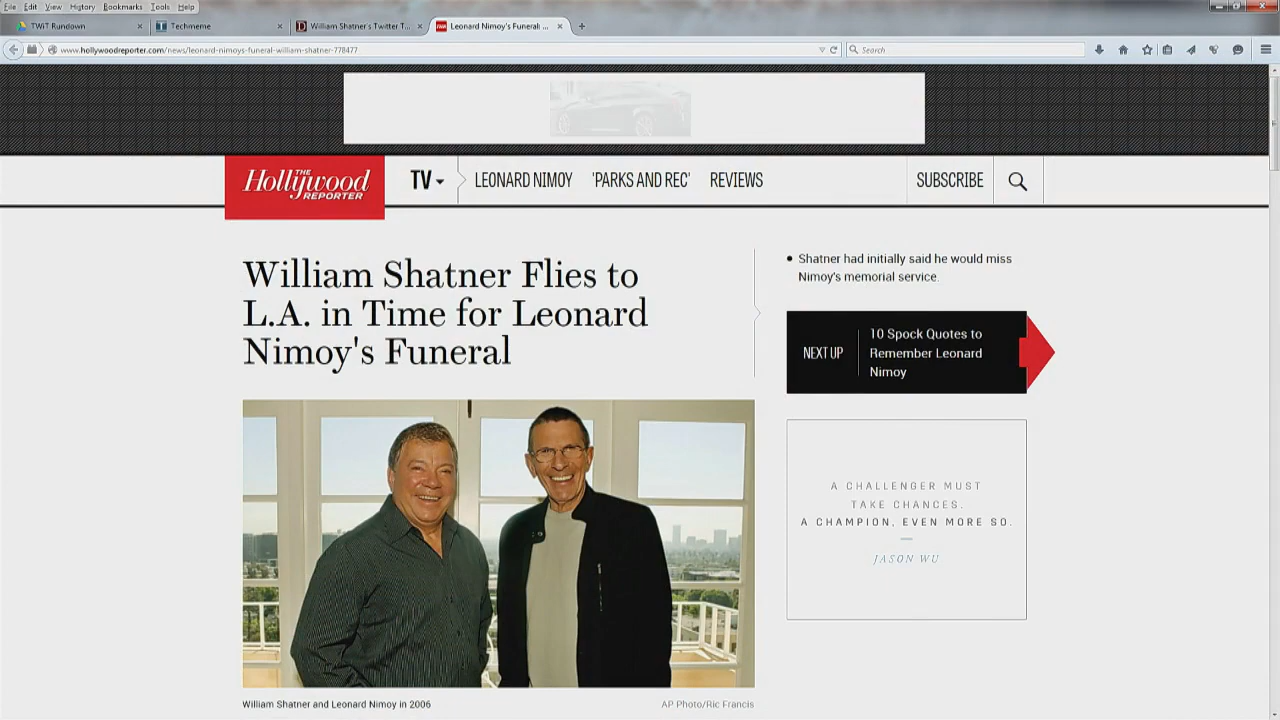 File Edit View History Bookmarks Tools Help
TWiT Rundown
Techmeme
William Shatner's Twitter T...
Leonard Nimoy's Funeral: ...
www.hollywoodreporter.com/news/leonard-nimoys-funeral-william-shatner-778477
Search
THE
Hollywood
REPORTER
TV
LEONARD NIMOY
'PARKS AND REC'
REVIEWS
SUBSCRIBE
William Shatner Flies to
L.A. in Time for Leonard
Nimoy's Funeral
William Shatner and Leonard Nimoy in 2006
AP Photo/Ric Francis
Shatner had initially said he would miss
Nimoy's memorial service.
NEXT UP
10 Spock Quotes to
Remember Leonard
Nimoy
A CHALLENGER MUST
TAKE CHANCES.
A CHAMPION, EVEN MORE SO.
JASON WU